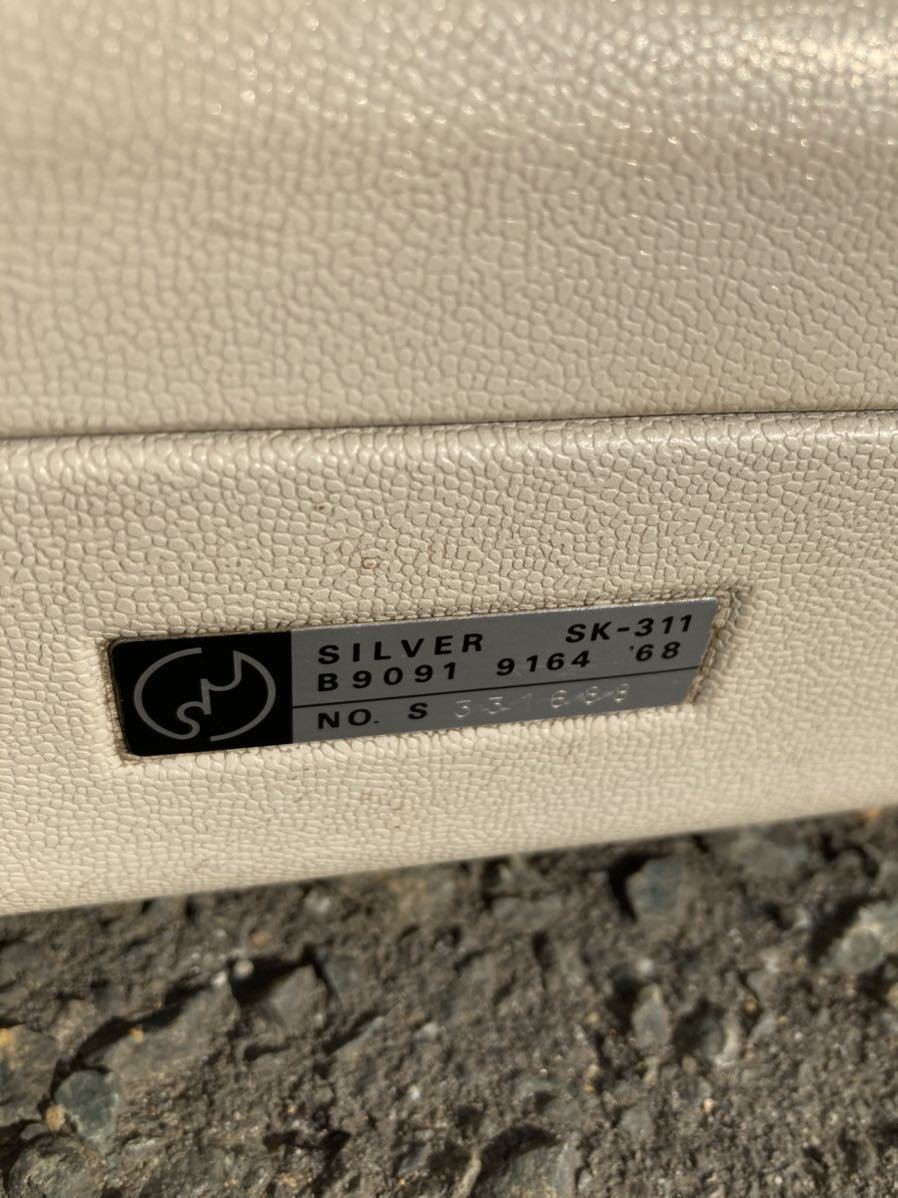 SILVER SK-311
B9091 9164 '68
NO. S 331688